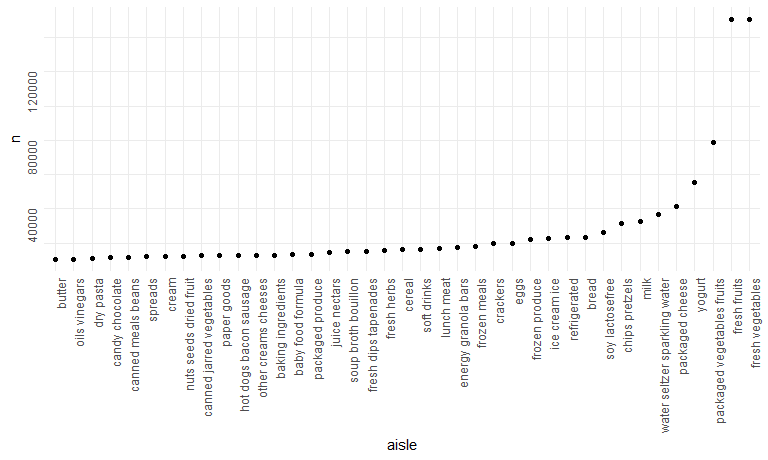 n
120000
80000
40000
butter
oils vinegars
dry pasta
candy chocolate
canned meals beans
spreads
cream
nuts seeds dried fruit
canned jarred vegetables
paper goods
hot dogs bacon sausage
other creams cheeses
baking ingredients
baby food formula
packaged produce
juice nectars
soup broth bouillon
fresh dips tapenades
fresh herbs
cereal
soft drinks
lunch meat
energy granola bars
frozen meals
crackers
eggs
frozen produce
ice cream ice
refrigerated
bread
soy lactosefree
chips pretzels
milk
water seltzer sparkling water
packaged cheese
yogurt
packaged vegetables fruits
fresh fruits
fresh vegetables
aisle